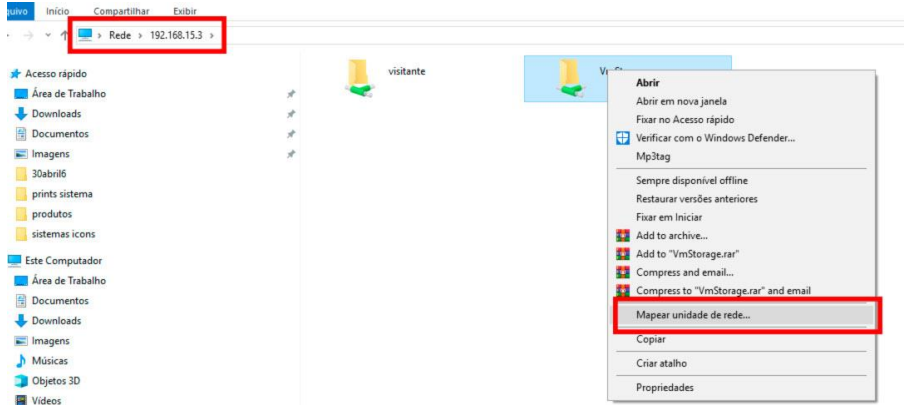 quivo Início Compartilhar Exibir
Rede 192.168.15.3
Acesso rápido
Área de Trabalho
Downloads
Documentos
Imagens
30abril6
prints sistema
produtos
sistemas icons
Este Computador
Área de Trabalho
Documentos
Downloads
Imagens
Músicas
Objetos 3D
Vídeos
visitante
Abrir
Abrir em nova janela
Fixar no Acesso rápido
Verificar com o Windows Defender...
Mp3tag
Sempre disponível offline
Restaurar versões anteriores
Fixar em Iniciar
Add to archive...
Add to "VmStorage.rar"
Compress and email...
Compress to "VmStorage.rar" and email
Mapear unidade de rede...
Copiar
Criar atalho
Propriedades